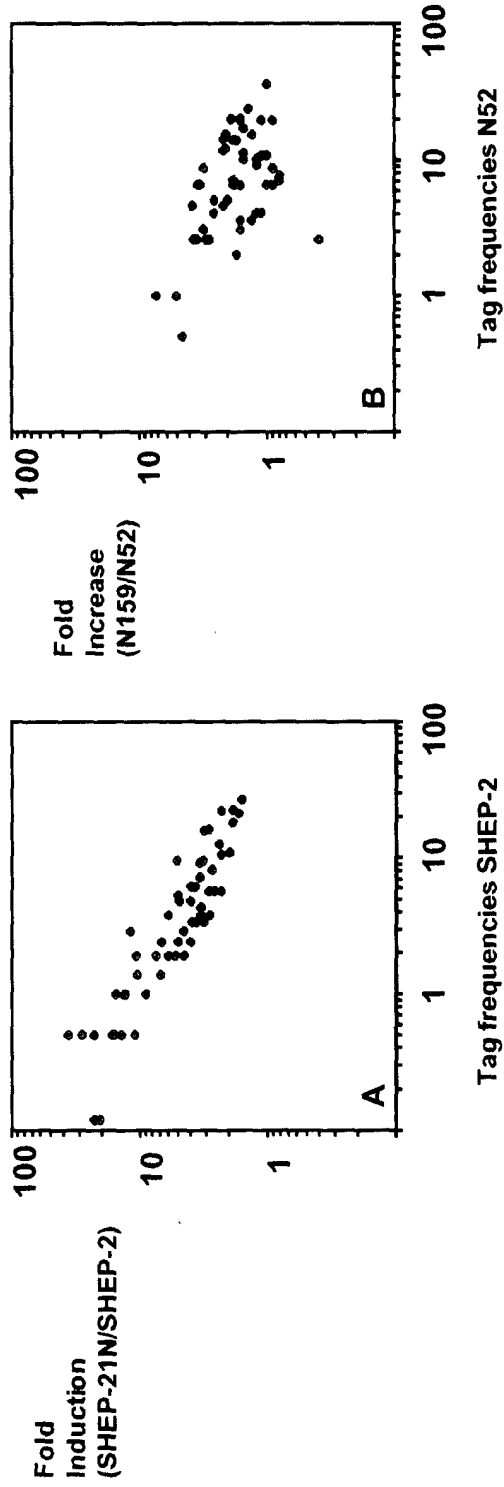 Fold
Induction
(SHEP-21N/SHEP-2)
100
10
1
A
1
10
100
Tag frequencies SHEP-2
Fold
Increase
(N159/N52)
100
10
1
B
1
10
100
Tag frequencies N52